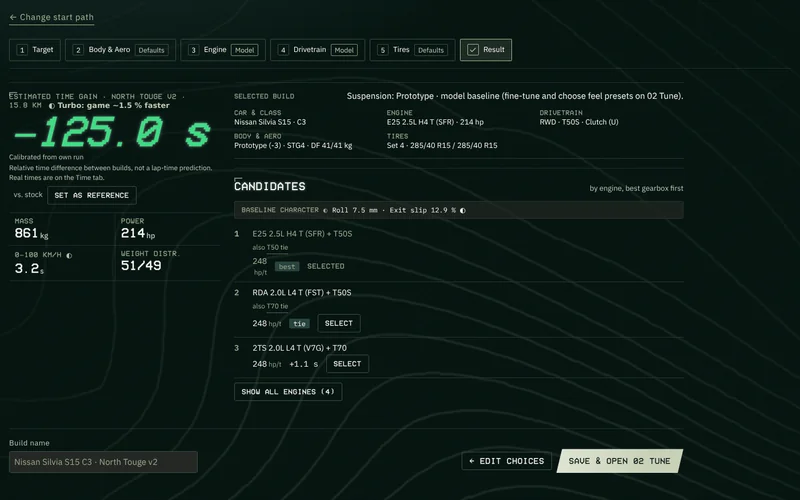 ← Change start path
1 Target
2 Body & Aero Defaults
3 Engine Model
4 Drivetrain Model
5 Tires Defaults
Result
ESTIMATED TIME GAIN · NORTH TOUGE V2 ·
15.0 KM ◐ Turbo: game ~1.5 % faster
−125.0 s
Calibrated from own run
Relative time difference between builds, not a lap-time prediction.
Real times are on the Time tab.
vs. stock SET AS REFERENCE
MASS
861 kg
POWER
214 hp
0–100 KM/H ◐
3.2 s
WEIGHT DISTR.
51/49
SELECTED BUILD
Suspension: Prototype · model baseline (fine-tune and choose feel presets on 02 Tune).
CAR & CLASS
Nissan Silvia S15 · C3
ENGINE
E25 2.5L H4 T (SFR) · 214 hp
DRIVETRAIN
RWD · T50S · Clutch (U)
BODY & AERO
Prototype (-3) · STG4 · DF 41/41 kg
TIRES
Set 4 · 285/40 R15 / 285/40 R15
CANDIDATES
by engine, best gearbox first
BASELINE CHARACTER ◐ Roll 7.5 mm · Exit slip 12.9 % ◐
1 E25 2.5L H4 T (SFR) + T50S
also T50 tie
248
hp/t
best SELECTED
2 RDA 2.0L L4 T (FST) + T50S
also T70 tie
248 hp/t tie SELECT
3 2TS 2.0L L4 T (V7G) + T70
248 hp/t +1.1 s SELECT
SHOW ALL ENGINES (4)
Build name
Nissan Silvia S15 C3 · North Touge v2
← EDIT CHOICES
SAVE & OPEN 02 TUNE